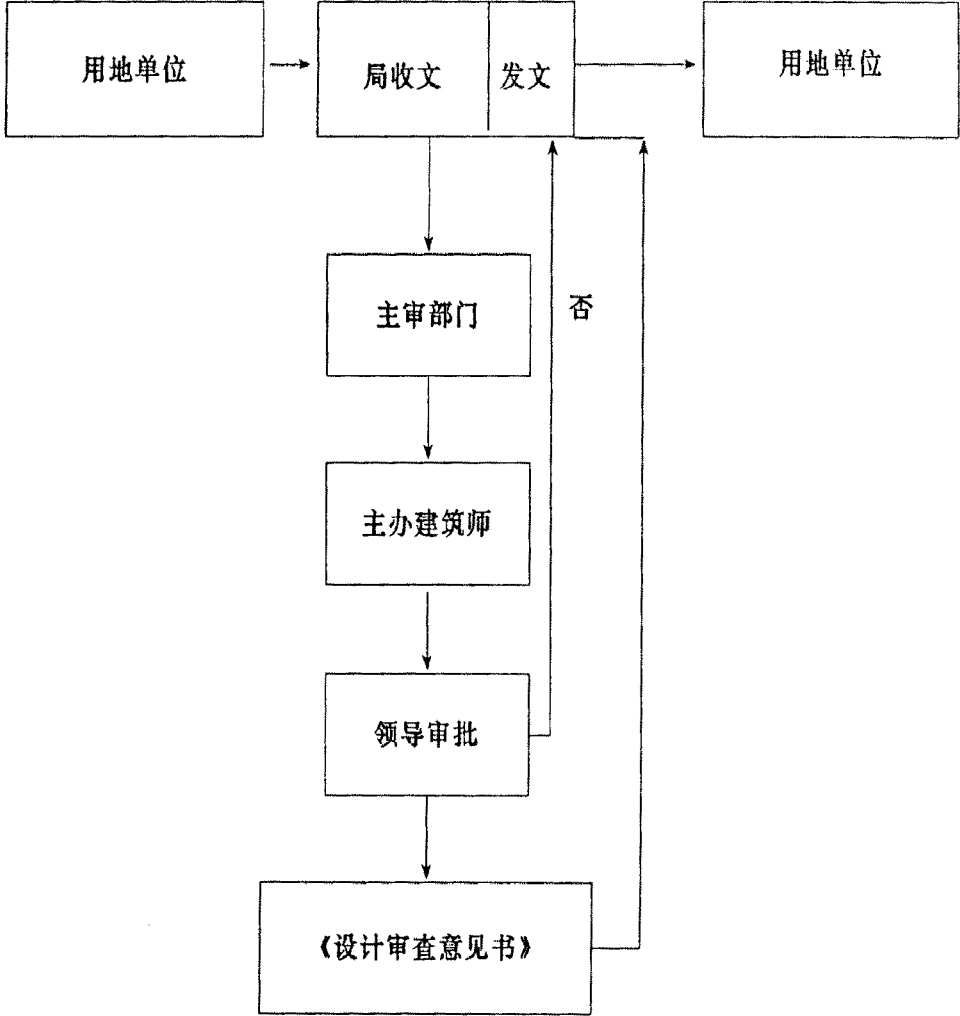 用地单位
局收文
发文
用地单位
主审部门
否
主办建筑师
领导审批
《设计审查意见书》